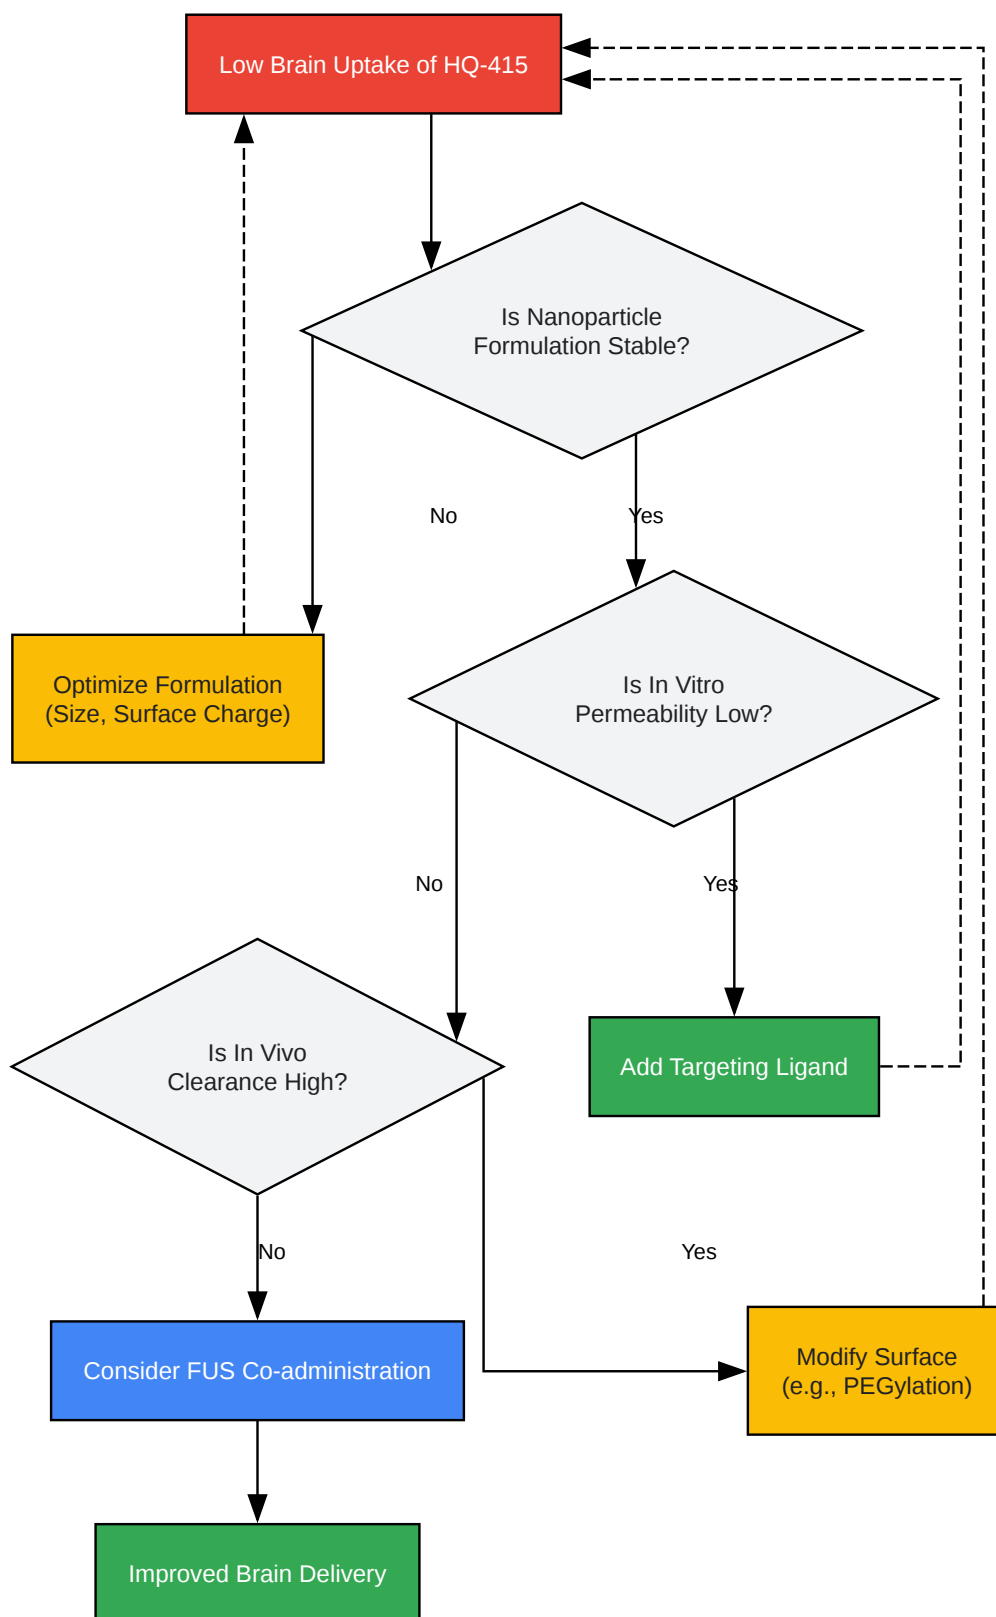 Low Brain Uptake of HQ-415
Is Nanoparticle
Formulation Stable?
No
Yes
Optimize Formulation
(Size, Surface Charge)
Is In Vitro
Permeability Low?
No
Yes
Is In Vivo
Clearance High?
Add Targeting Ligand
No
Yes
Consider FUS Co-administration
Modify Surface
(e.g., PEGylation)
Improved Brain Delivery